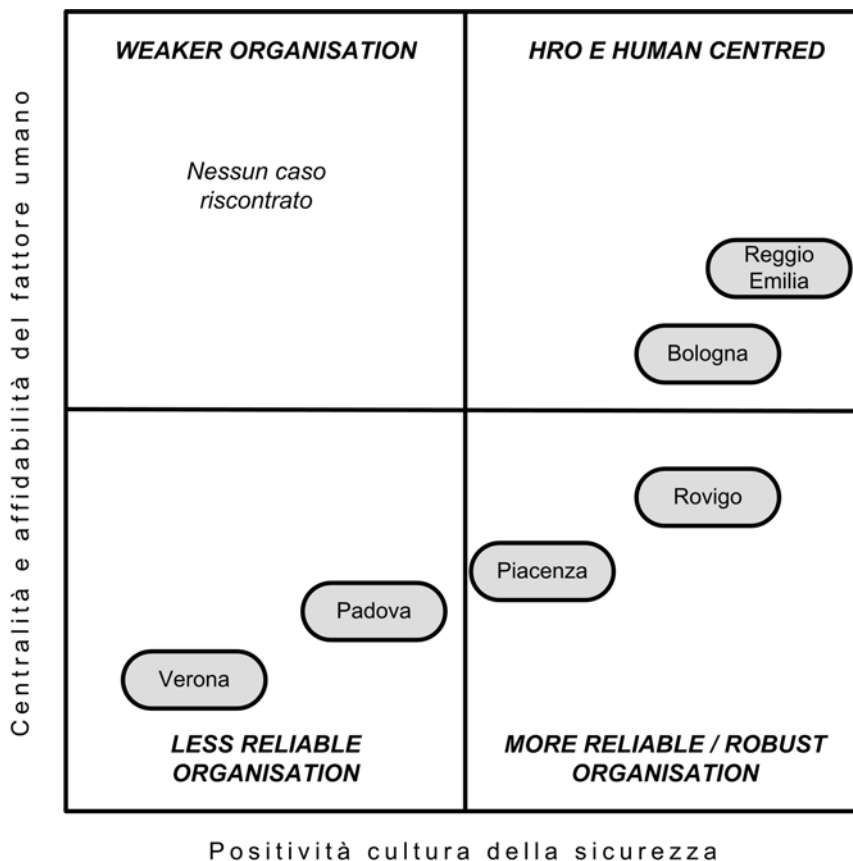 WEAKER ORGANISATION
HRO E HUMAN CENTRED
Nessun caso
riscontrato
Reggio
Emilia
Bologna
Rovigo
Piacenza
Padova
Verona
LESS RELIABLE
ORGANISATION
MORE RELIABLE / ROBUST
ORGANISATION
Centralità e affidabilità del fattore umano
Positività cultura della sicurezza